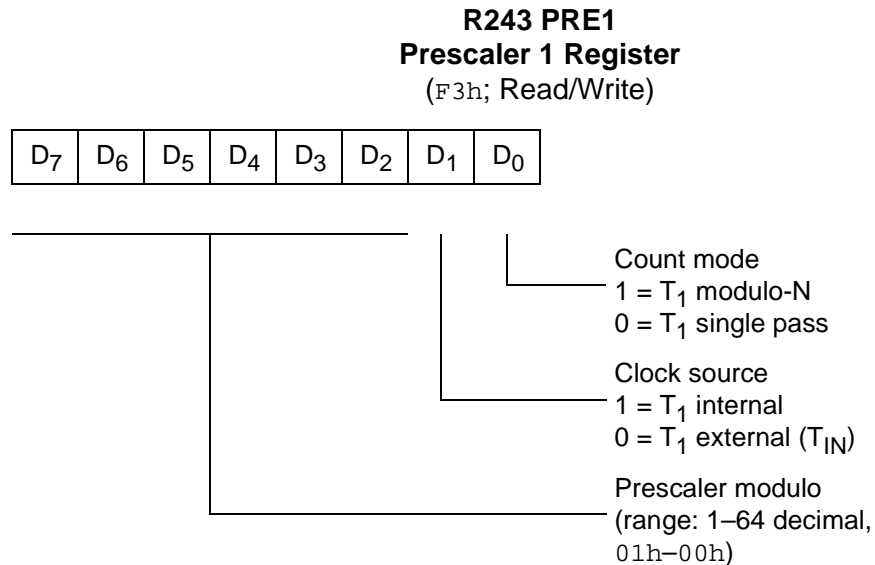 R243 PRE1
Prescaler 1 Register
(F3h; Read/Write)
D7 D6 D5 D4 D3 D2 D1 D0
Count mode
1 = T1 modulo-N
0 = T1 single pass
Clock source
1 = T1 internal
0 = T1 external (TIN)
Prescaler modulo
(range: 1–64 decimal,
01h–00h)